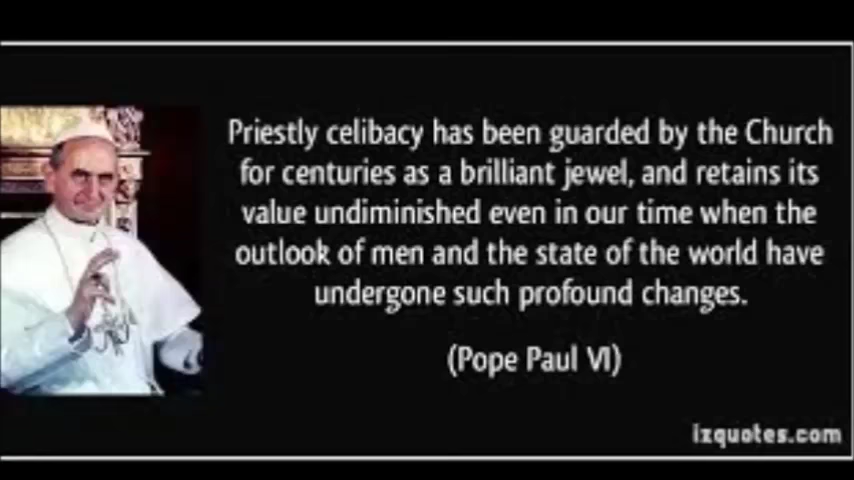 Priestly celibacy has been guarded by the Church
for centuries as a brilliant jewel, and retains its
value undiminished even in our time when the
outlook of men and the state of the world have
undergone such profound changes.
(Pope Paul VI)
izquotes.com